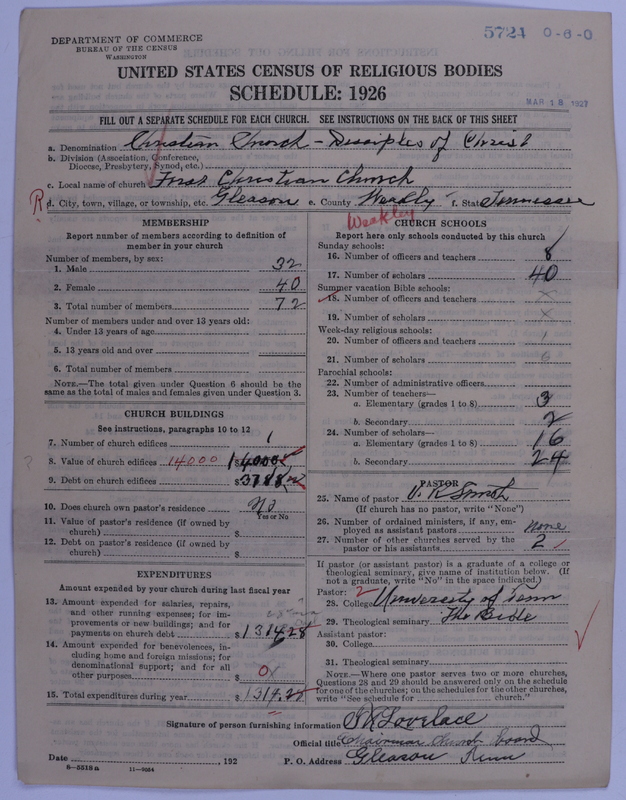 5724 0-6-0
DEPARTMENT OF COMMERCE
BUREAU OF THE CENSUS
WASHINGTON
UNITED STATES CENSUS OF RELIGIOUS BODIES
SCHEDULE: 1926
MAR 18 1927
FILL OUT A SEPARATE SCHEDULE FOR EACH CHURCH. SEE INSTRUCTIONS ON THE BACK OF THIS SHEET
a. Denomination Christian Church - Disciples of Christ
b. Division (Association, Conference,
Diocese, Presbytery, Synod, etc.)
c. Local name of church First Christian Church
R d. City, town, village, or township, etc. Gleason e. County Weakly f. State Tennessee
Weakley
MEMBERSHIP
Report number of members according to definition of
member in your church
Number of members, by sex:
1. Male 32
2. Female 40
3. Total number of members 72
Number of members under and over 13 years old:
4. Under 13 years of age
5. 13 years old and over
6. Total number of members
NOTE.—The total given under Question 6 should be the
same as the total of males and females given under Question 3.
CHURCH BUILDINGS
See instructions, paragraphs 10 to 12
7. Number of church edifices 1
? 8. Value of church edifices 14000 $14000
9. Debt on church edifices $
10. Does church own pastor's residence No
Yes or No
11. Value of pastor's residence (if owned by
church) $
12. Debt on pastor's residence (if owned by
church) $
EXPENDITURES
Amount expended by your church during last fiscal year
13. Amount expended for salaries, repairs,
and other running expenses; for im-
provements or new buildings; and for
payments on church debt $1314.28
14. Amount expended for benevolences, in-
cluding home and foreign missions; for
denominational support; and for all
other purposes $ 0
15. Total expenditures during year $1314.28
CHURCH SCHOOLS
Report here only schools conducted by this church
Sunday schools:
16. Number of officers and teachers 8
17. Number of scholars 40
Summer vacation Bible schools:
18. Number of officers and teachers x
19. Number of scholars x
Week-day religious schools:
20. Number of officers and teachers 1
21. Number of scholars 6
Parochial schools:
22. Number of administrative officers
23. Number of teachers—
a. Elementary (grades 1 to 8) 3
b. Secondary 2
24. Number of scholars—
a. Elementary (grades 1 to 8) 16
b. Secondary 24
PASTOR
25. Name of pastor V. K. Smith
(If church has no pastor, write "None")
26. Number of ordained ministers, if any, em-
ployed as assistant pastors none
27. Number of other churches served by the
pastor or his assistants 2
If pastor (or assistant pastor) is a graduate of a college or
theological seminary, give name of institution below. (If
not a graduate, write "No" in the space indicated.)
Pastor: 2
28. College University of Tenn
29. Theological seminary The Bible
Assistant pastor:
30. College
31. Theological seminary
NOTE.—Where one pastor serves two or more churches,
Questions 28 and 29 should be answered only on the schedule
for one of the churches; on the schedules for the other churches,
write "See schedule for church."
Signature of person furnishing information Lovelace
Official title Chairman Church board
Date , 192 P. O. Address Gleason Tenn
8—5518a 11—9054